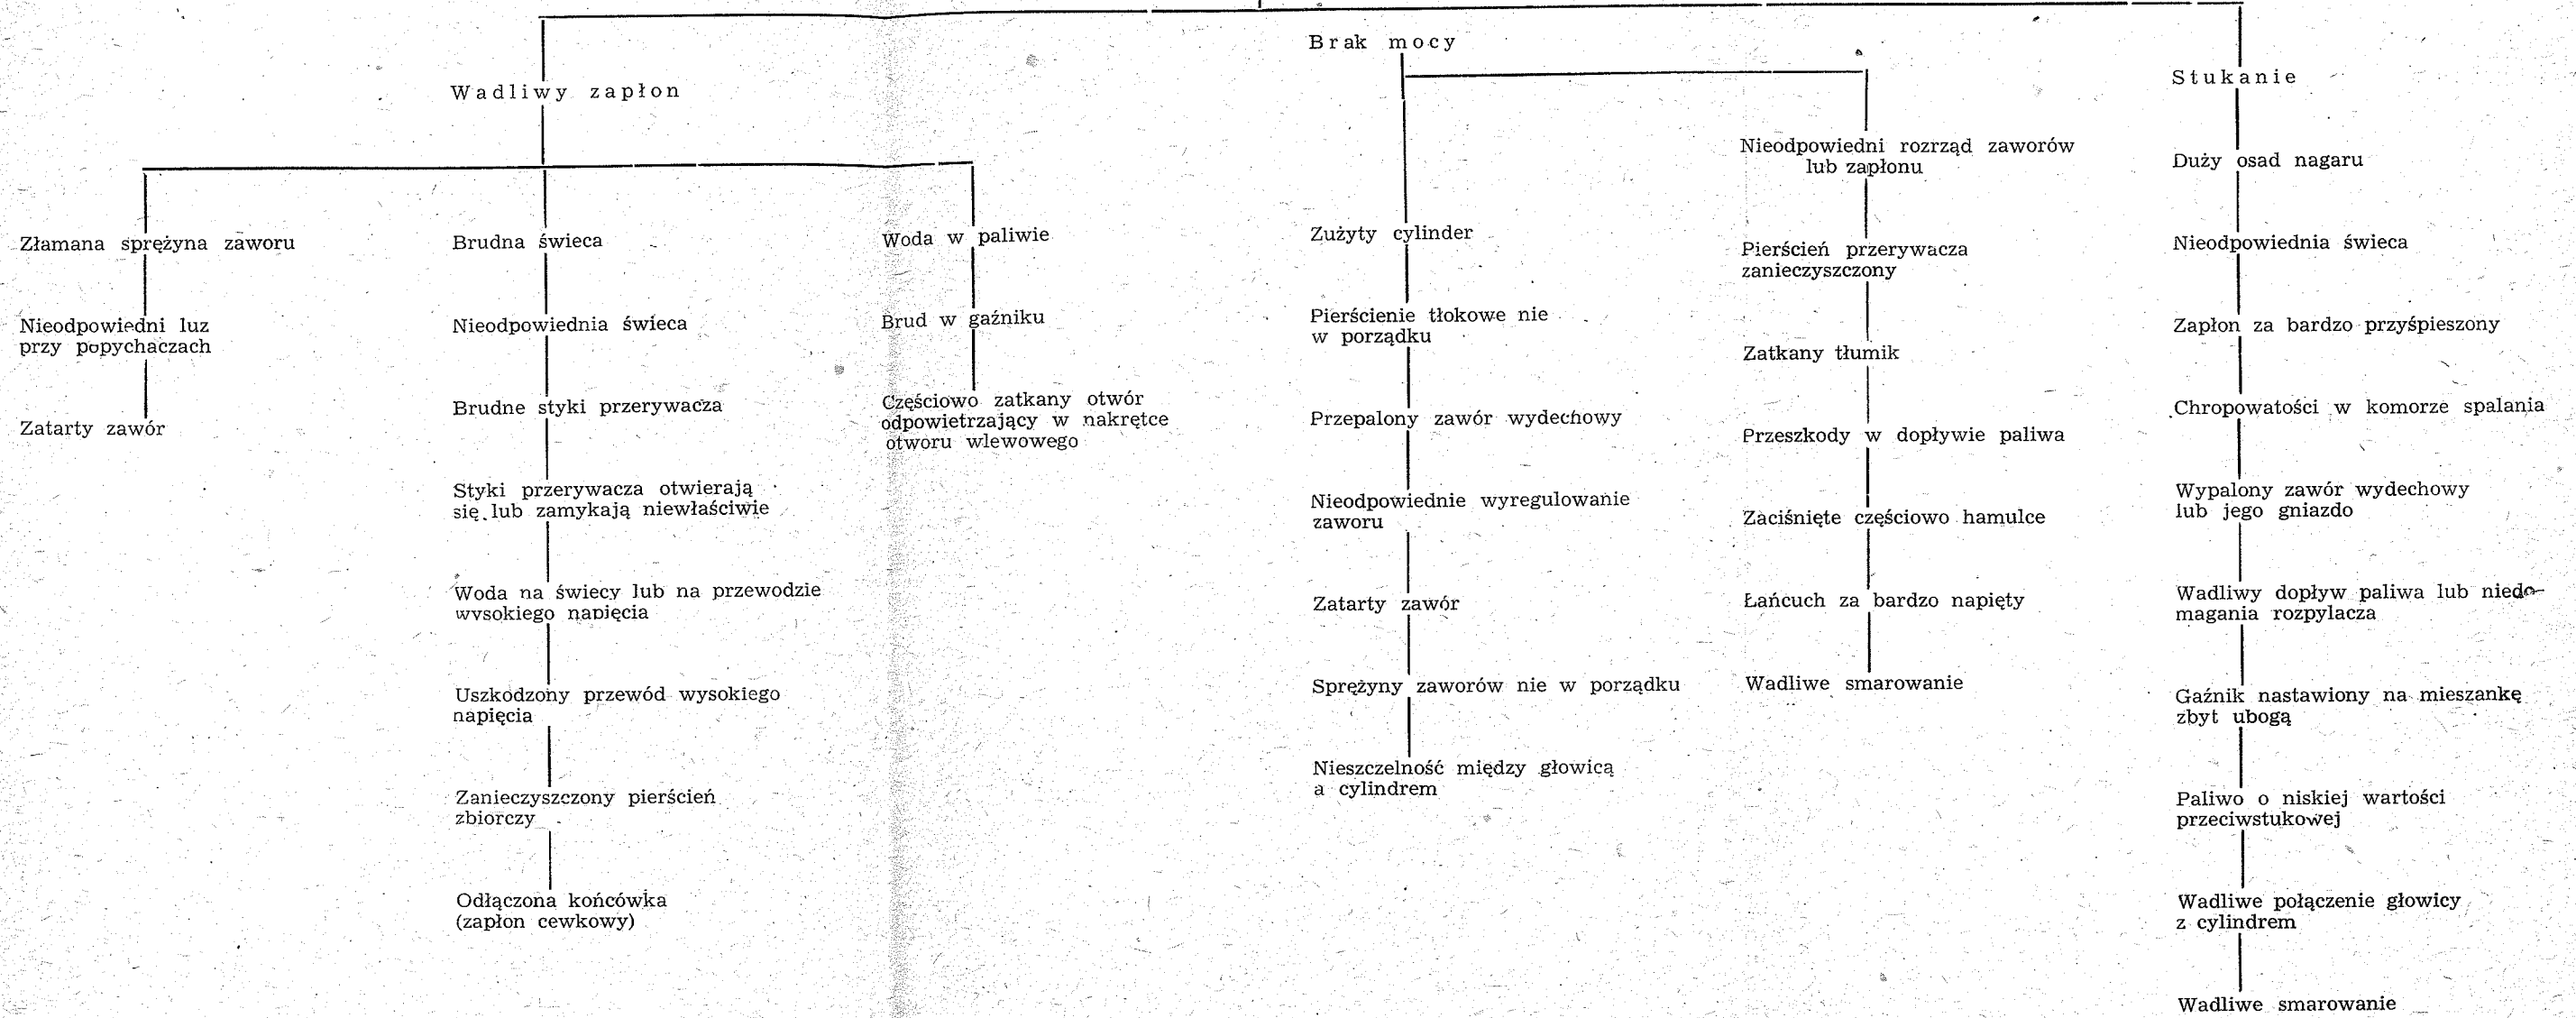 Wadliwy zapłon
Złamana sprężyna zaworu
Nieodpowiedni luz
przy popychaczach
Zatarty zawór
Brudna świeca
Nieodpowiednia świeca
Brudne styki przerywacza
Styki przerywacza otwierają
się lub zamykają niewłaściwie
Woda na świecy lub na przewodzie
wysokiego napięcia
Uszkodzony przewód wysokiego
napięcia
Zanieczyszczony pierścień
zbiorczy
Odłączona końcówka
(zapłon cewkowy)
Woda w paliwie
Brud w gaźniku
Częściowo zatkany otwór
odpowietrzający w nakrętce
otworu wlewowego
Brak mocy
Zużyty cylinder
Pierścienie tłokowe nie
w porządku
Przepalony zawór wydechowy
Nieodpowiednie wyregulowanie
zaworu
Zatarty zawór
Sprężyny zaworów nie w porządku
Nieszczelność między głowicą
a cylindrem
Nieodpowiedni rozrząd zaworów
lub zapłonu
Pierścień przerywacza
zanieczyszczony
Zatkany tłumik
Przeszkody w dopływie paliwa
Zaciśnięte częściowo hamulce
Łańcuch za bardzo napięty
Wadliwe smarowanie
Stukanie
Duży osad nagaru
Nieodpowiednia świeca
Zapłon za bardzo przyśpieszony
Chropowatości w komorze spalania
Wypalony zawór wydechowy
lub jego gniazdo
Wadliwy dopływ paliwa lub niedo-
magania rozpylacza
Gaźnik nastawiony na mieszankę
zbyt ubogą
Paliwo o niskiej wartości
przeciwstukowej
Wadliwe połączenie głowicy
z cylindrem
Wadliwe smarowanie